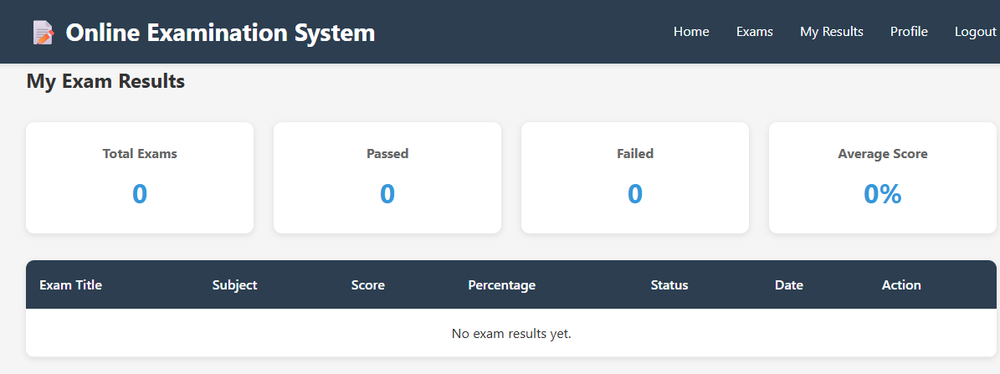 Online Examination System
Home Exams My Results Profile Logout
My Exam Results
Total Exams Passed Failed Average Score
0 0 0 0%
Exam Title Subject Score Percentage Status Date Action
No exam results yet.